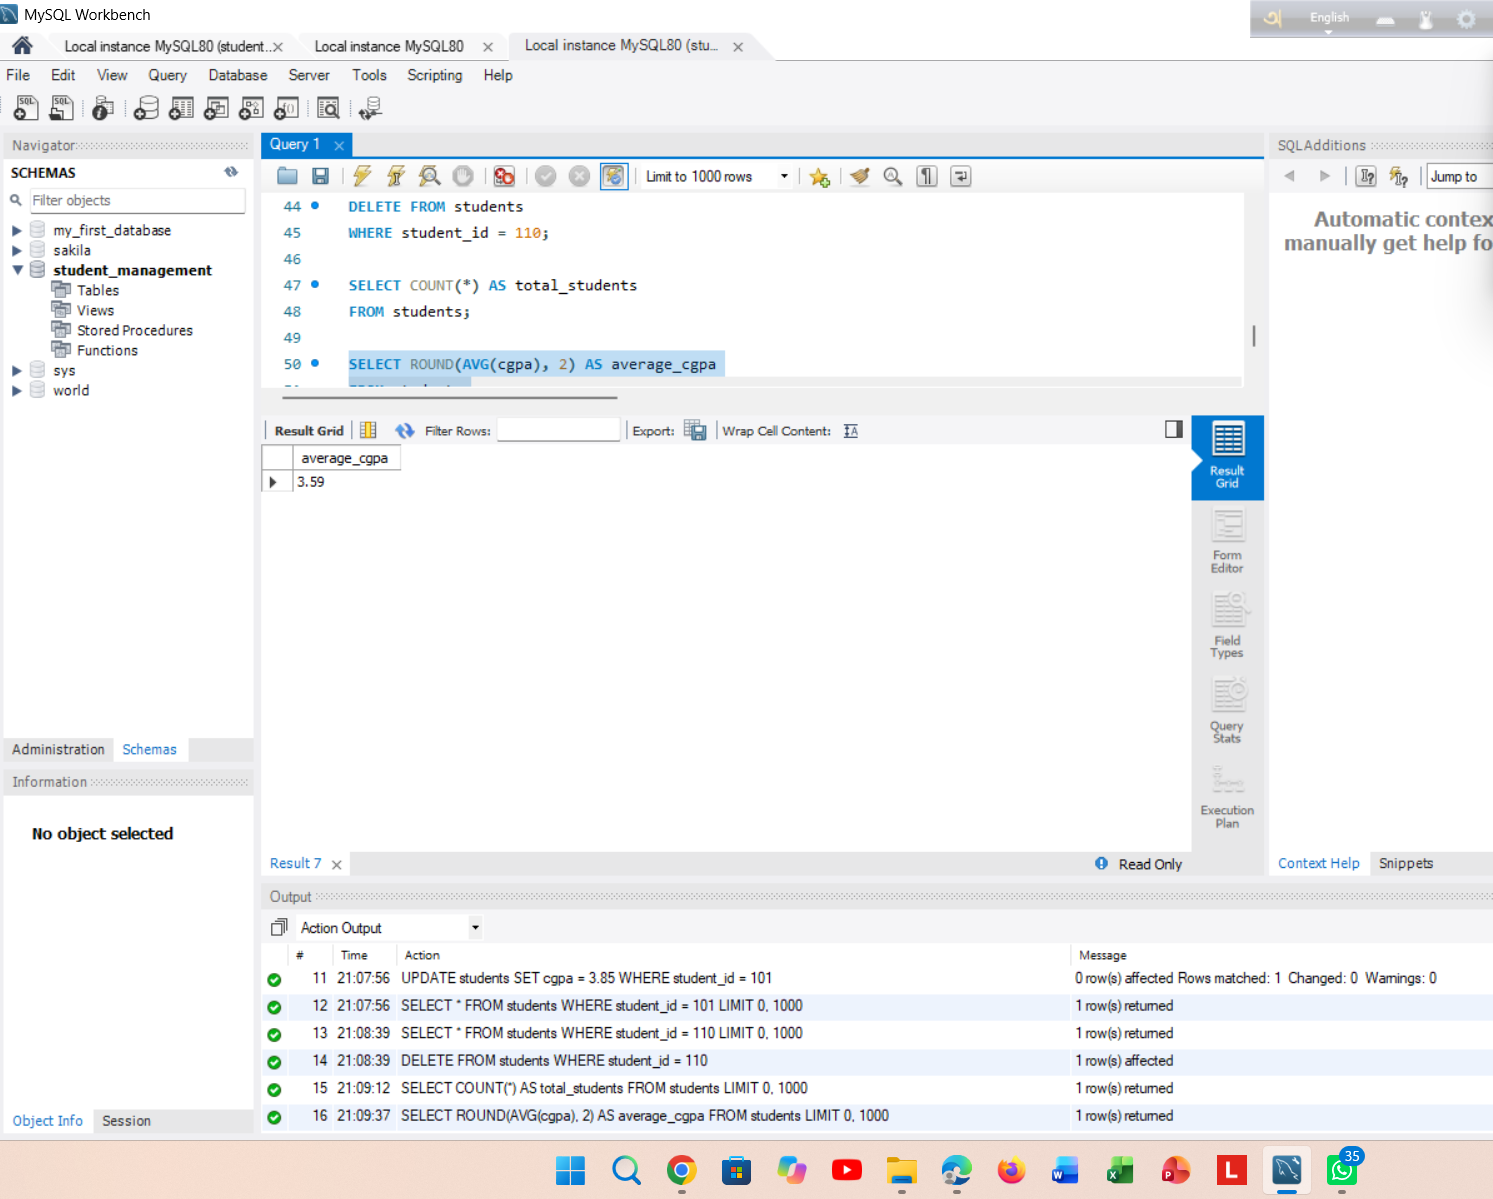 MySQL Workbench
English
Local instance MySQL80 (student...
Local instance MySQL80
Local instance MySQL80 (stu...
File Edit View Query Database Server Tools Scripting Help
Navigator
SCHEMAS
Filter objects
my_first_database
sakila
student_management
Tables
Views
Stored Procedures
Functions
sys
world
Administration Schemas
Information
No object selected
Object Info Session
Query 1
Limit to 1000 rows
44 DELETE FROM students
45 WHERE student_id = 110;
46
47 SELECT COUNT(*) AS total_students
48 FROM students;
49
50 SELECT ROUND(AVG(cgpa), 2) AS average_cgpa
Result Grid Filter Rows: Export: Wrap Cell Content:
average_cgpa
3.59
Result Grid
Form Editor
Field Types
Query Stats
Execution Plan
Result 7 Read Only
SQLAdditions
Jump to
Automatic contex
manually get help fo
Context Help Snippets
Output
Action Output
# Time Action Message
11 21:07:56 UPDATE students SET cgpa = 3.85 WHERE student_id = 101 0 row(s) affected Rows matched: 1 Changed: 0 Warnings: 0
12 21:07:56 SELECT * FROM students WHERE student_id = 101 LIMIT 0, 1000 1 row(s) returned
13 21:08:39 SELECT * FROM students WHERE student_id = 110 LIMIT 0, 1000 1 row(s) returned
14 21:08:39 DELETE FROM students WHERE student_id = 110 1 row(s) affected
15 21:09:12 SELECT COUNT(*) AS total_students FROM students LIMIT 0, 1000 1 row(s) returned
16 21:09:37 SELECT ROUND(AVG(cgpa), 2) AS average_cgpa FROM students LIMIT 0, 1000 1 row(s) returned
35